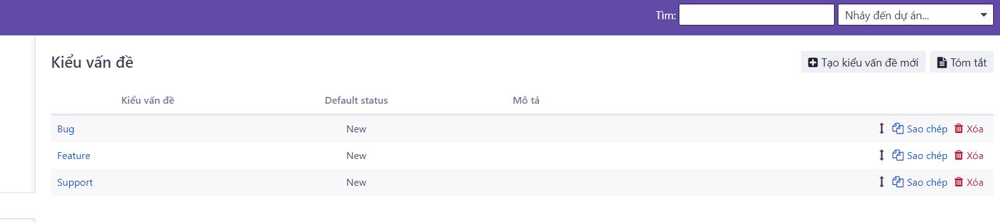 Tìm: Nhảy đến dự án...
Kiểu vấn đề Tạo kiểu vấn đề mới Tóm tắt
Kiểu vấn đề Default status Mô tả
Bug New Sao chép Xóa
Feature New Sao chép Xóa
Support New Sao chép Xóa